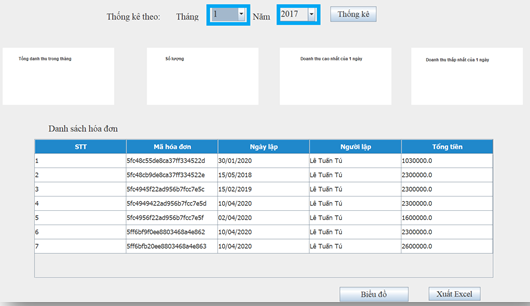 Thống kê theo: Tháng 1 Năm 2017 Thống kê
Tổng danh thu trong tháng Số lượng Doanh thu cao nhất của 1 ngày Doanh thu thấp nhất của 1 ngày
Danh sách hóa đơn
STT Mã hóa đơn Ngày lập Người lập Tổng tiền
1 5fc48c55de8ca37ff334522d 30/01/2020 Lê Tuấn Tú 1030000.0
2 5fc48cb9de8ca37ff334522e 15/05/2018 Lê Tuấn Tú 2300000.0
3 5fc4945f22ad956b7fcc7e5c 15/02/2019 Lê Tuấn Tú 2300000.0
4 5fc4949422ad956b7fcc7e5d 10/04/2020 Lê Tuấn Tú 2300000.0
5 5fc4956f22ad956b7fcc7e5f 02/04/2020 Lê Tuấn Tú 1600000.0
6 5ff6bf9f0ee8803468a4e862 10/04/2020 Lê Tuấn Tú 2300000.0
7 5ff6bfb20ee8803468a4e863 10/04/2020 Lê Tuấn Tú 2600000.0
Biểu đồ Xuất Excel